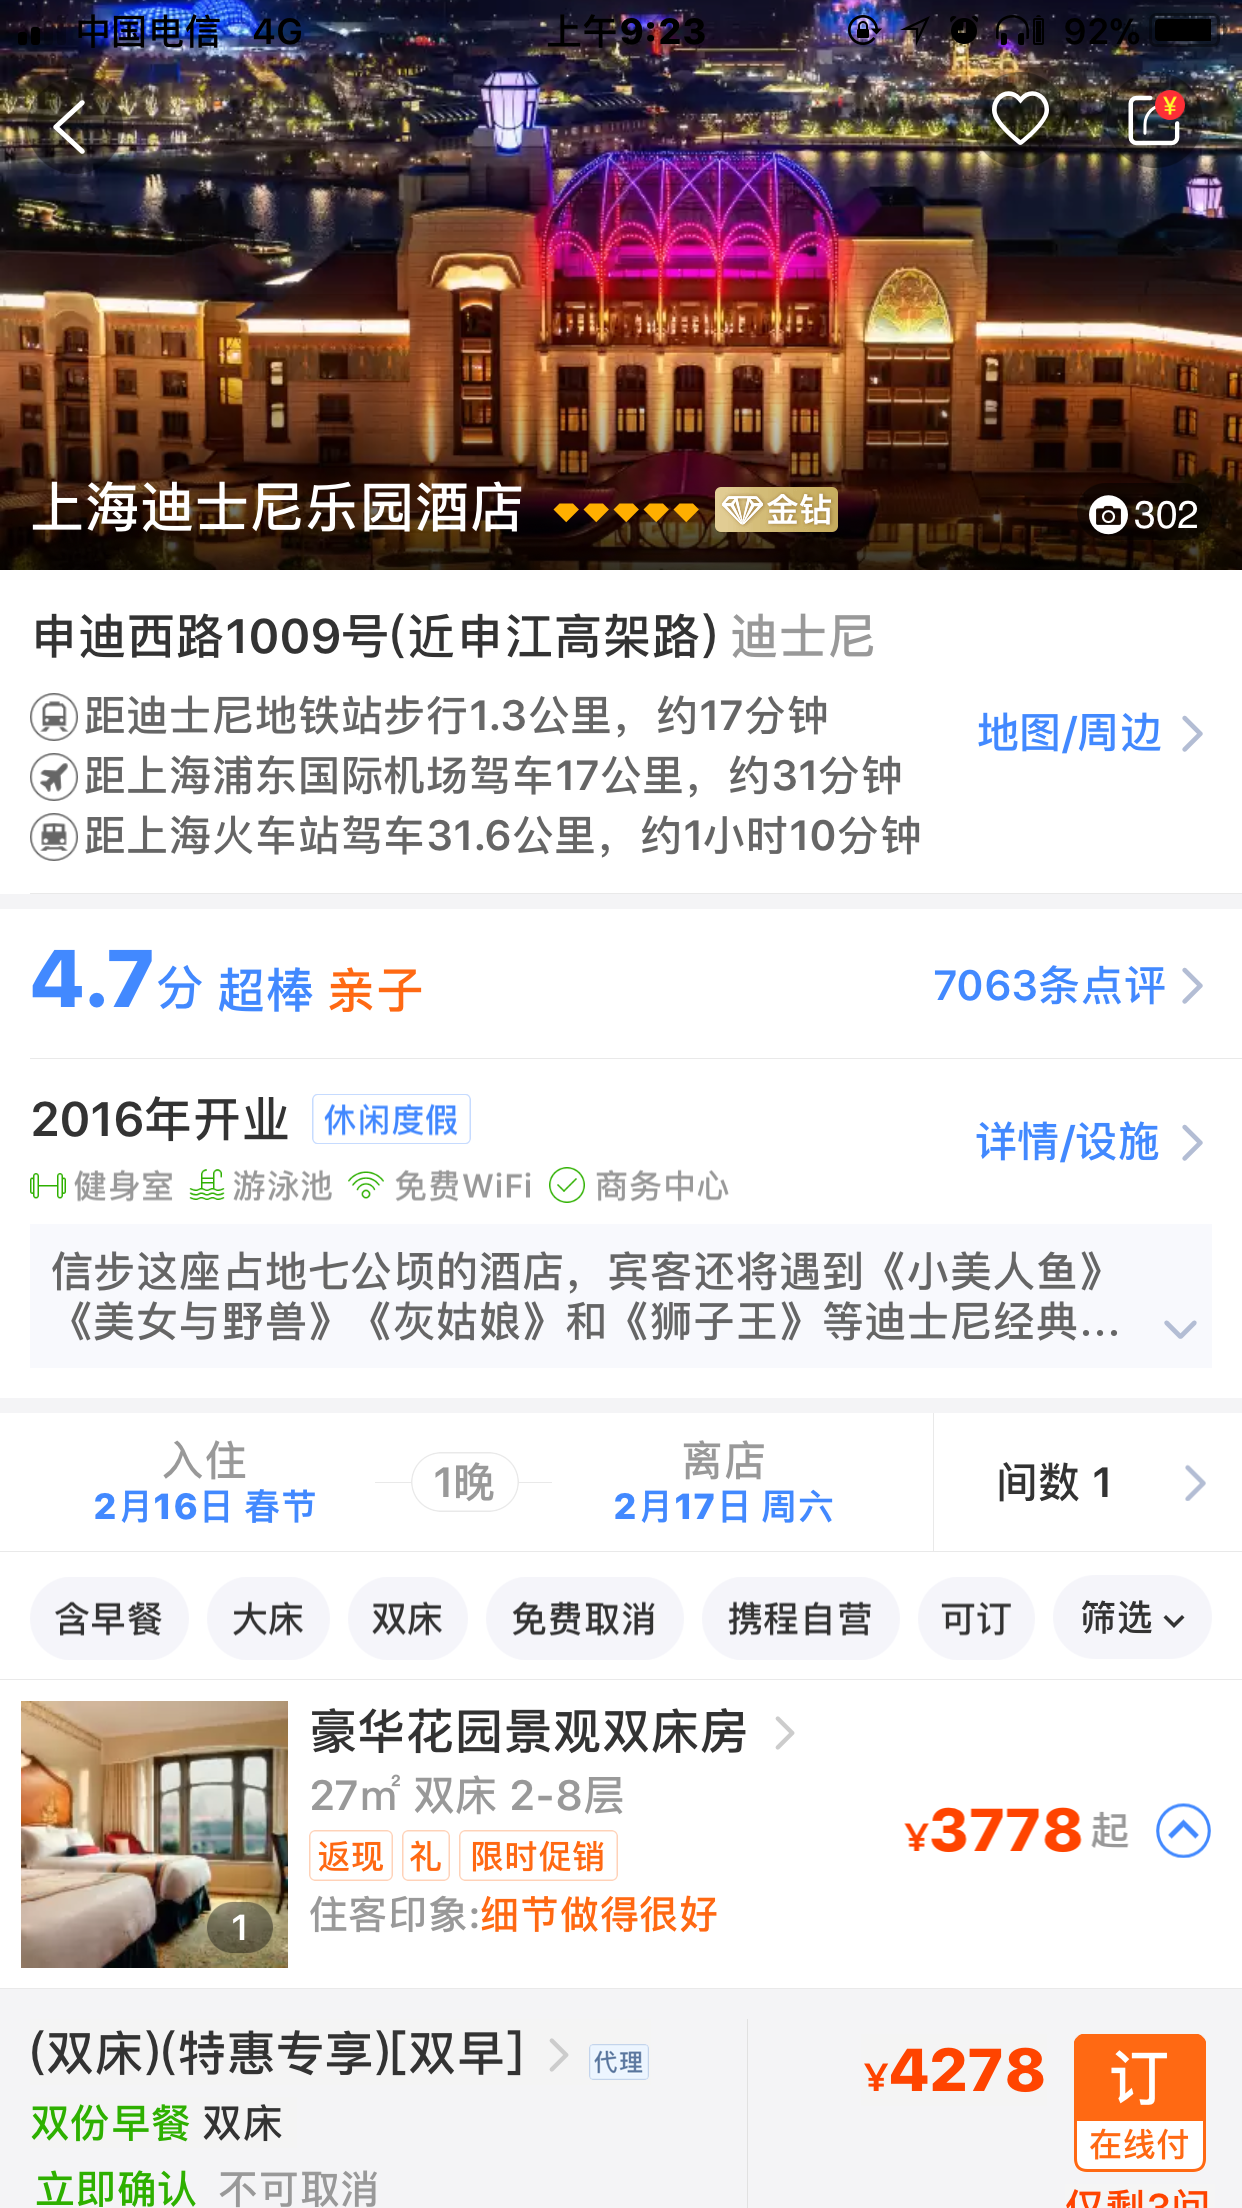 中国电信 4G 上午9:23 92%
¥
上海迪士尼乐园酒店 金钻 302
申迪西路1009号(近申江高架路) 迪士尼
距迪士尼地铁站步行1.3公里，约17分钟
地图/周边
距上海浦东国际机场驾车17公里，约31分钟
距上海火车站驾车31.6公里，约1小时10分钟
4.7分 超棒 亲子 7063条点评
2016年开业 休闲度假
详情/设施
健身室 游泳池 免费WiFi 商务中心
信步这座占地七公顷的酒店，宾客还将遇到《小美人鱼》
《美女与野兽》《灰姑娘》和《狮子王》等迪士尼经典...
入住 离店
2月16日 春节 1晚 2月17日 周六 间数 1
含早餐 大床 双床 免费取消 携程自营 可订 筛选
豪华花园景观双床房
27㎡ 双床 2-8层
¥3778起
返现 礼 限时促销
住客印象:细节做得很好
1
(双床)(特惠专享)[双早] 代理
¥4278 订
双份早餐 双床
在线付
立即确认 不可取消
仅剩3间